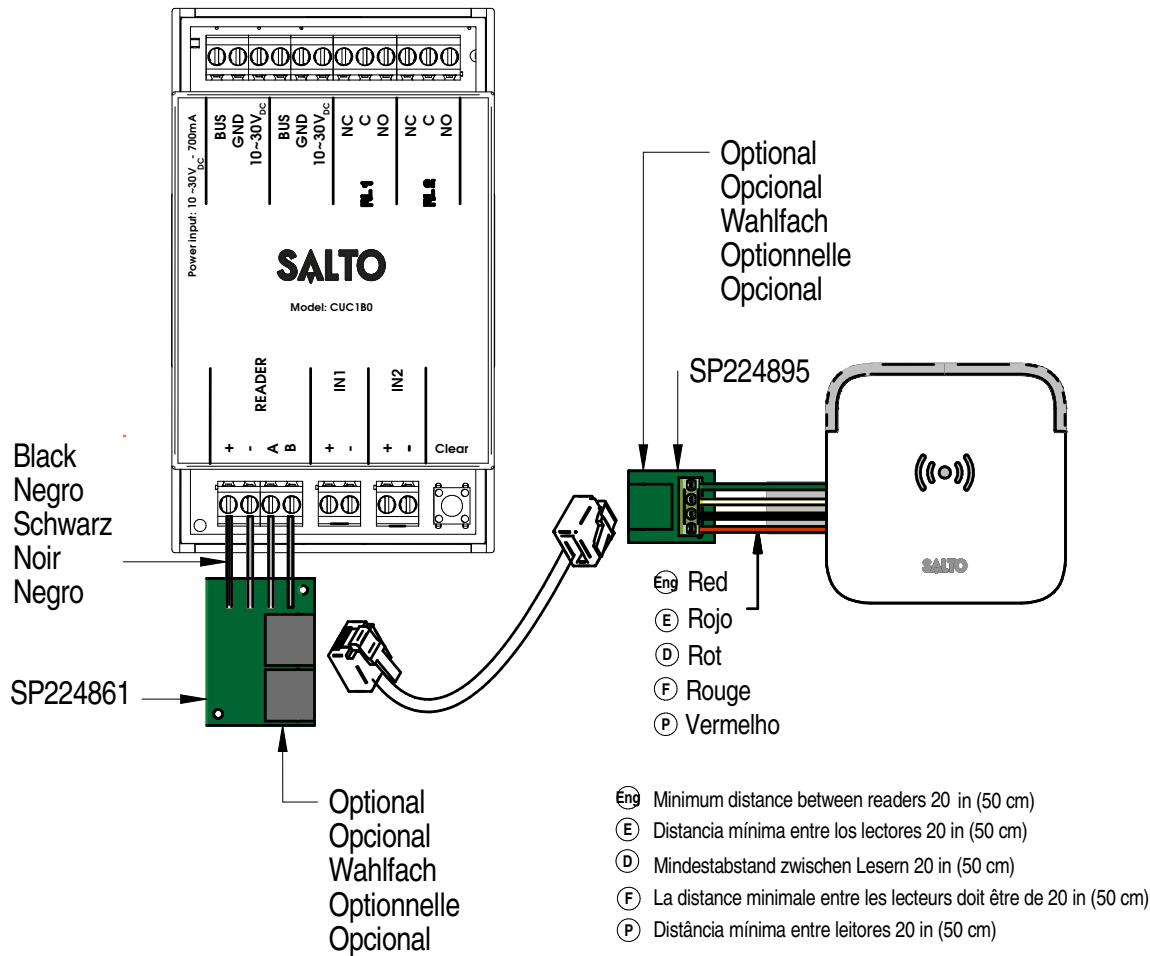 Power input: 10 ~30V DC - 700mA
BUS
GND
10~30V DC
BUS
GND
10~30V DC
NC
C
NO
NC
C
NO
RL 1
RL 2
SALTO
Model: CUC1B0
READER
IN1
IN2
+ - A B + - + - Clear
Black
Negro
Schwarz
Noir
Negro
SP224861
Optional
Opcional
Wahlfach
Optionnelle
Opcional
Optional
Opcional
Wahlfach
Optionnelle
Opcional
SP224895
SALTO
Eng Red
E Rojo
D Rot
F Rouge
P Vermelho
Eng Minimum distance between readers 20 in (50 cm)
E Distancia mínima entre los lectores 20 in (50 cm)
D Mindestabstand zwischen Lesern 20 in (50 cm)
F La distance minimale entre les lecteurs doit être de 20 in (50 cm)
P Distância mínima entre leitores 20 in (50 cm)